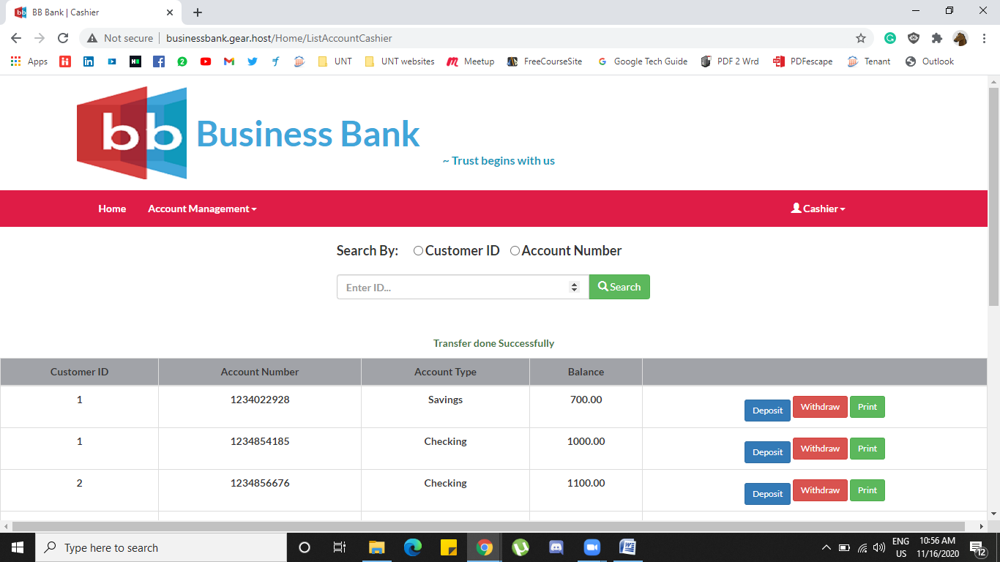 BB Bank | Cashier
Not secure | businessbank.gear.host/Home/ListAccountCashier
Apps UNT UNT websites Meetup FreeCourseSite Google Tech Guide PDF 2 Wrd PDFescape Tenant Outlook
bb Business Bank
~ Trust begins with us
Home Account Management Cashier
Search By: Customer ID Account Number
Enter ID... Search
Transfer done Successfully
Customer ID Account Number Account Type Balance
1 1234022928 Savings 700.00 Deposit Withdraw Print
1 1234854185 Checking 1000.00 Deposit Withdraw Print
2 1234856676 Checking 1100.00 Deposit Withdraw Print
Type here to search
ENG 10:56 AM
US 11/16/2020 12